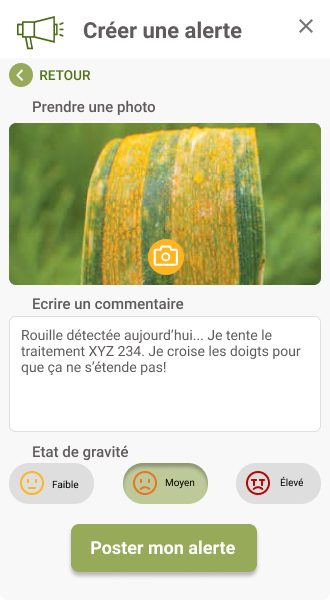 Créer une alerte
RETOUR
Prendre une photo
Ecrire un commentaire
Rouille détectée aujourd’hui... Je tente le
traitement XYZ 234. Je croise les doigts pour
que ça ne s’étende pas!
Etat de gravité
Faible
Moyen
Élevé
Poster mon alerte